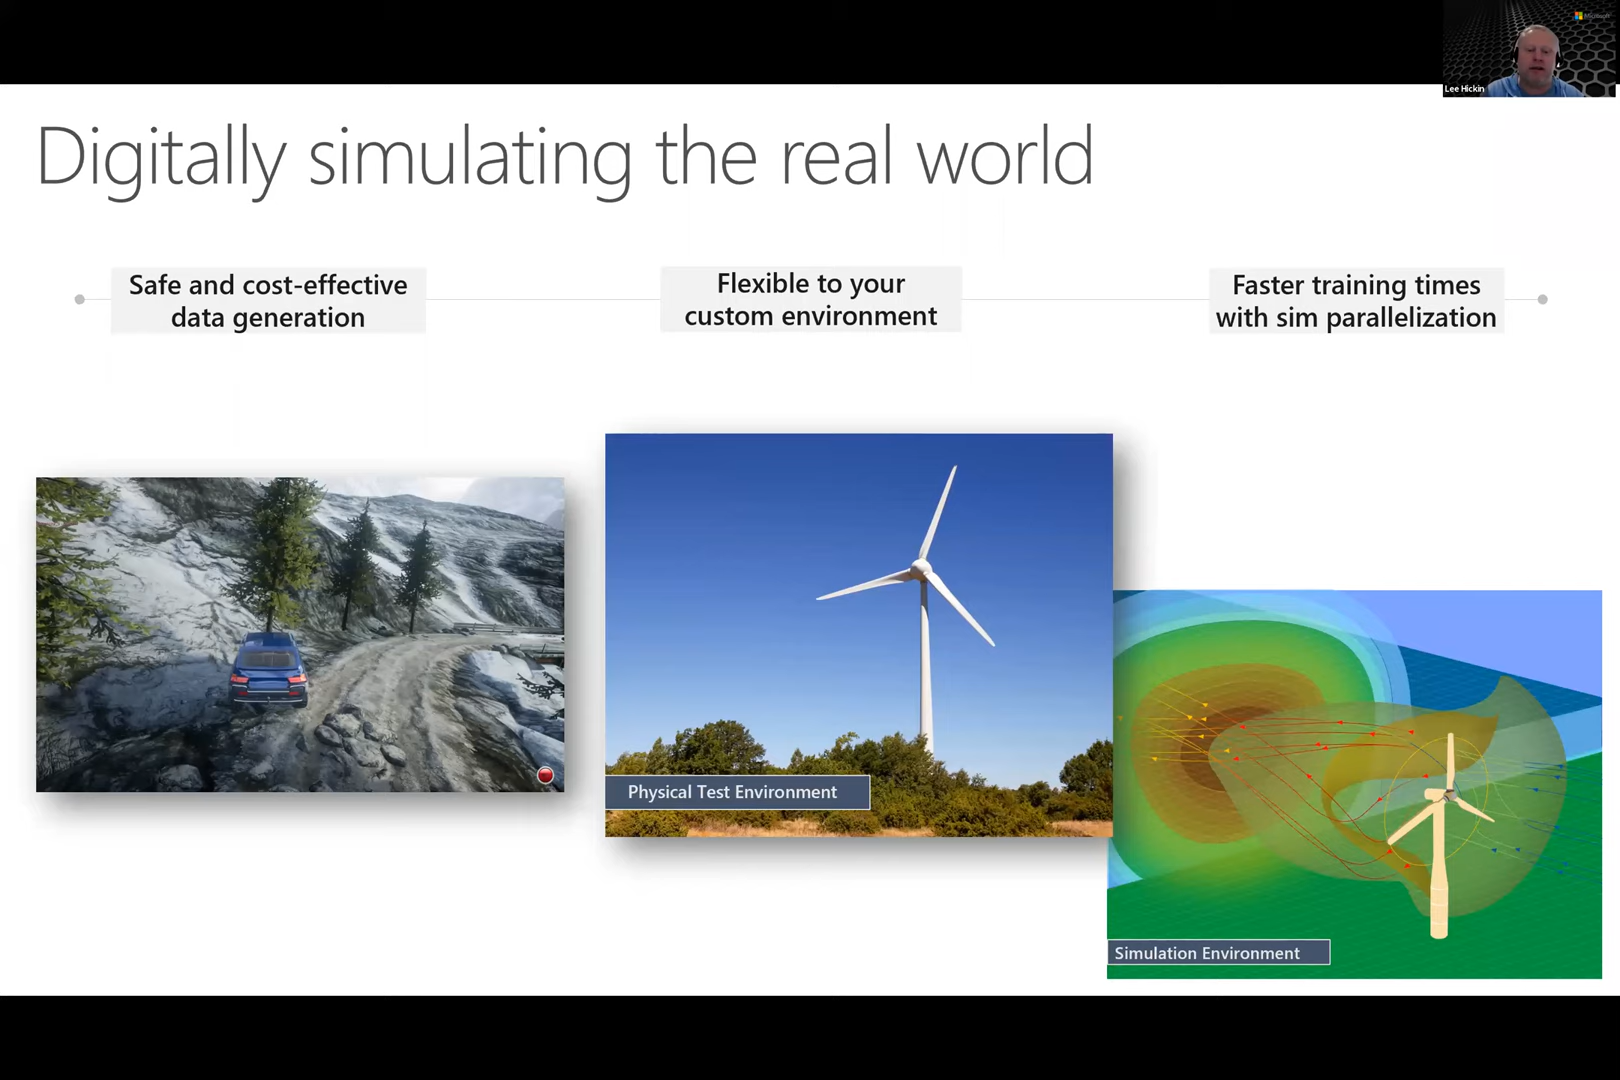 Microsoft
Lee Hickin
Digitally simulating the real world
Safe and cost-effective
data generation
Flexible to your
custom environment
Faster training times
with sim parallelization
Physical Test Environment
Simulation Environment